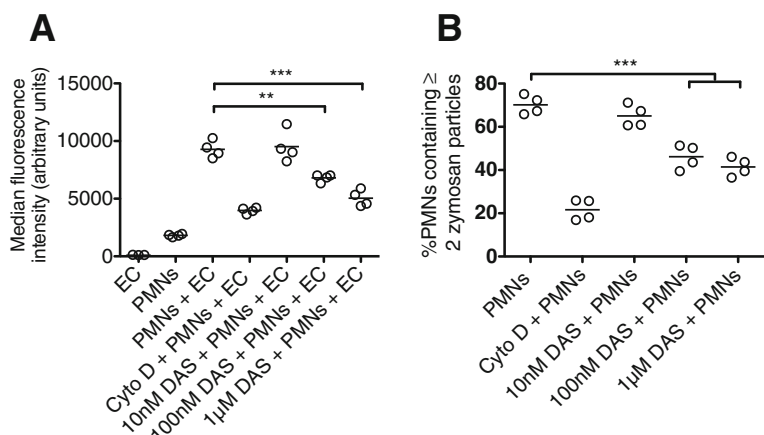 A
Median fluorescence
intensity (arbitrary units)
15000
10000
5000
0
***
**
EC
PMNs
PMNs + EC
Cyto D + PMNs + EC
10nM DAS + PMNs + EC
100nM DAS + PMNs + EC
1µM DAS + PMNs + EC
B
%PMNs containing ≥
2 zymosan particles
80
60
40
20
0
***
PMNs
Cyto D + PMNs
10nM DAS + PMNs
100nM DAS + PMNs
1µM DAS + PMNs